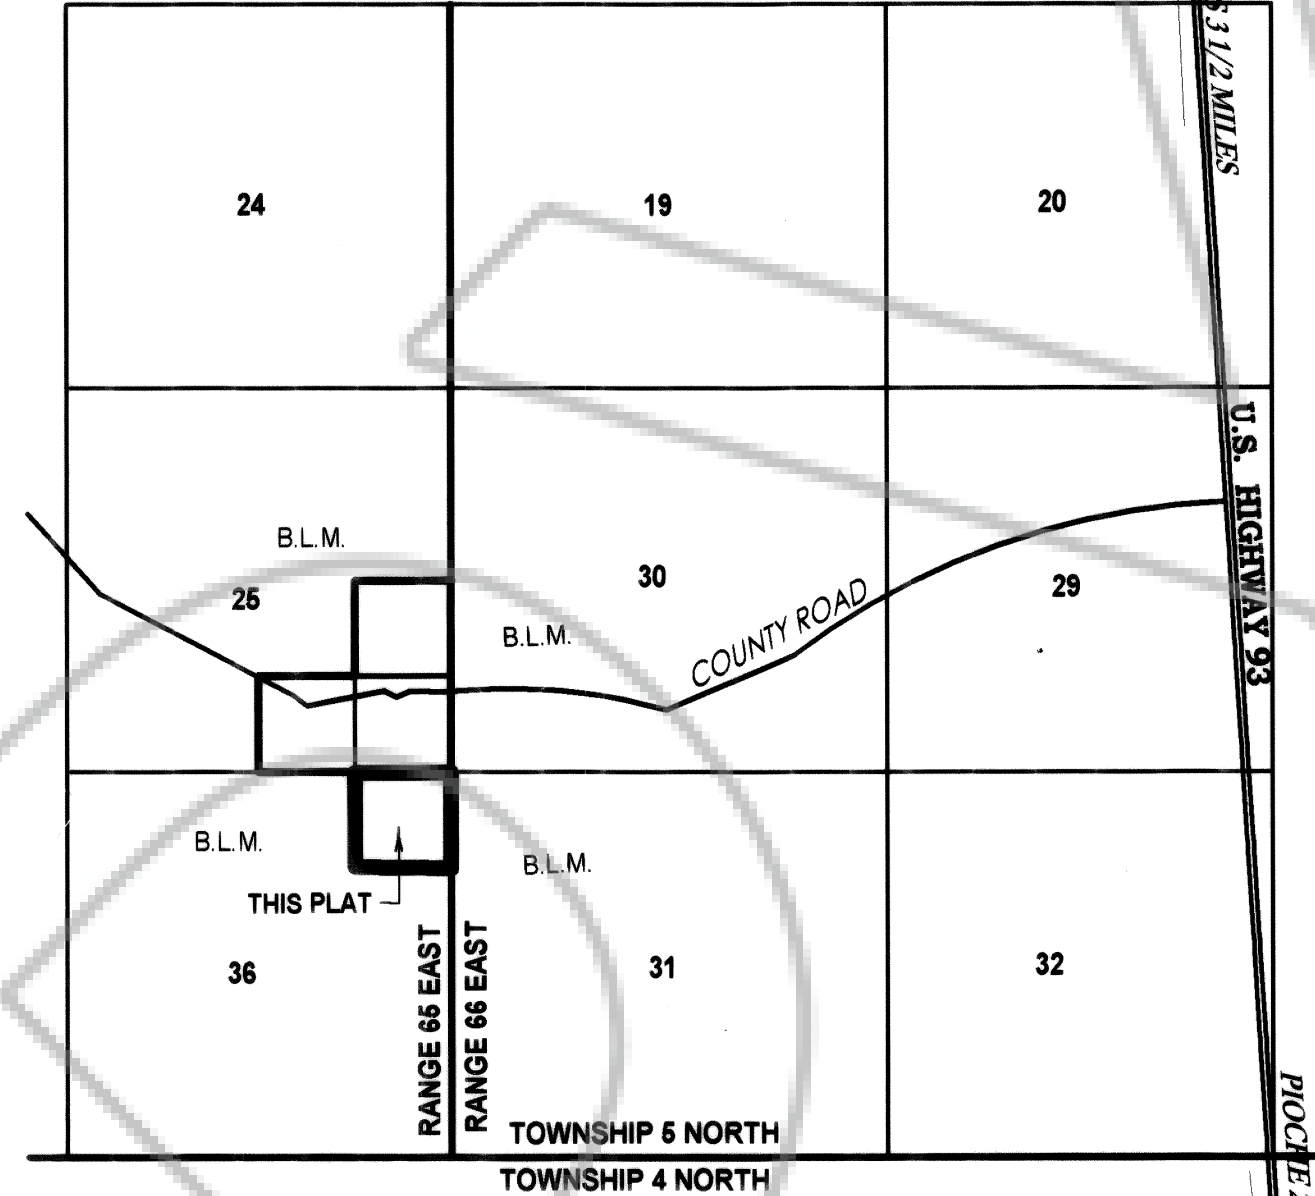 S 3 1/2 MILES
24
19
20
U.S. HIGHWAY 93
B.L.M.
25
30
29
B.L.M.
COUNTY ROAD
B.L.M.
B.L.M.
THIS PLAT
36
31
32
RANGE 65 EAST
RANGE 66 EAST
TOWNSHIP 5 NORTH
TOWNSHIP 4 NORTH
PIOCHE